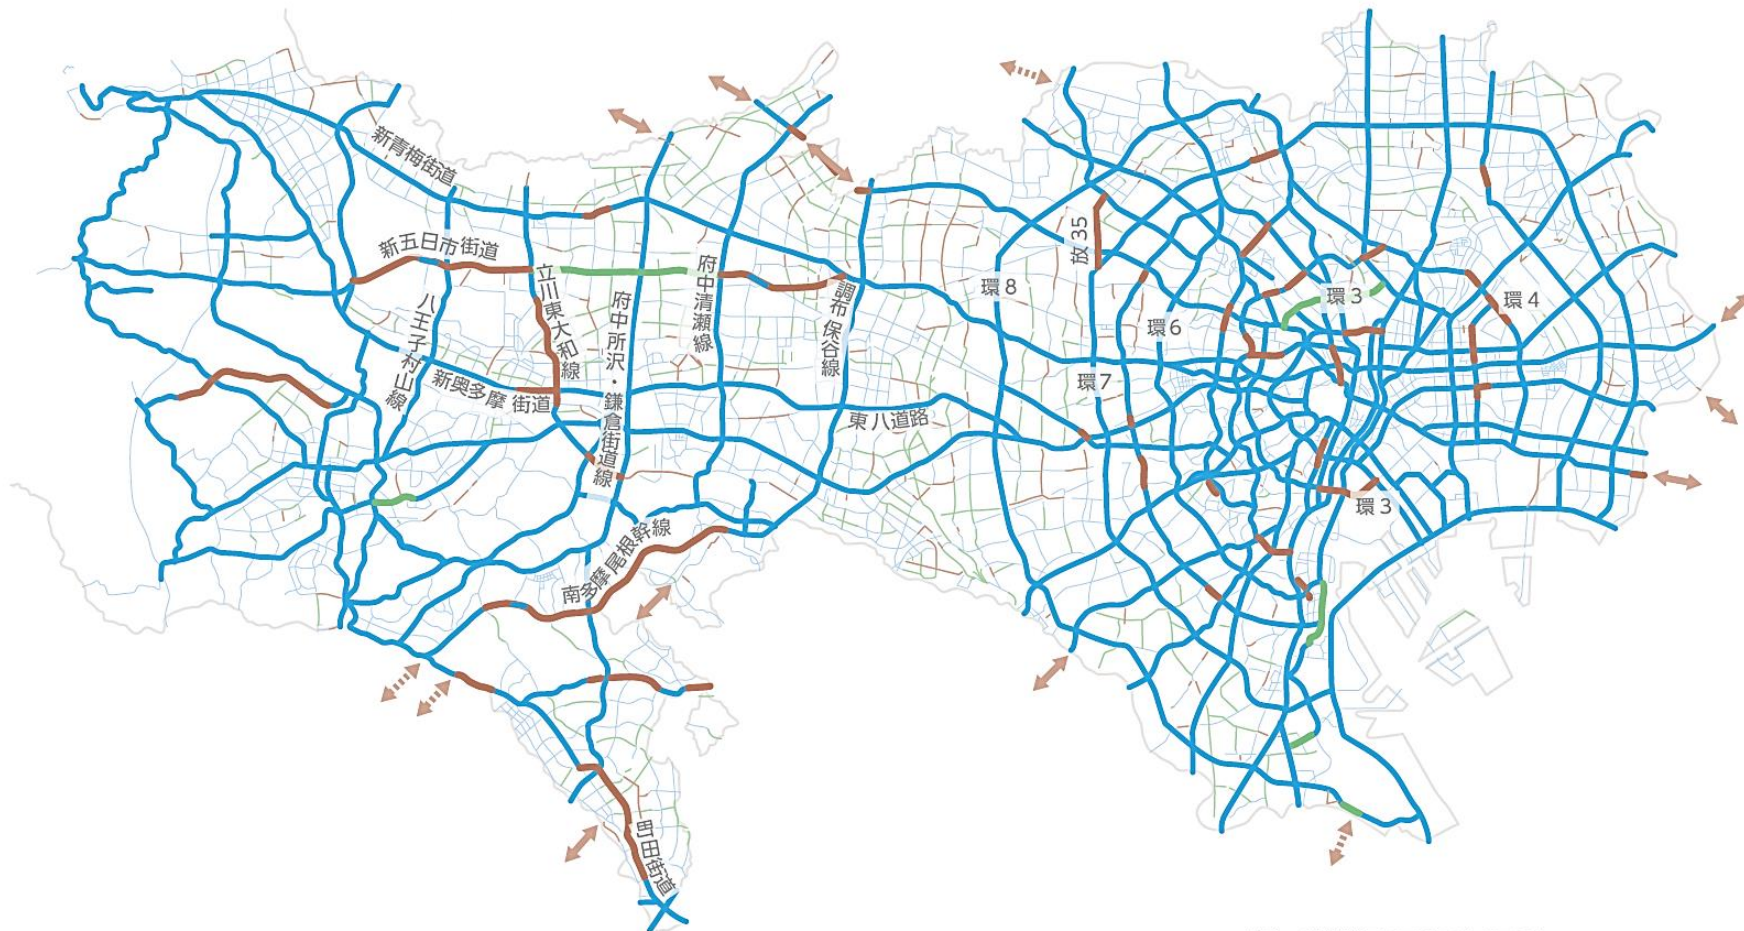 新青梅街道
新五日市街道
八王子村山線
立川東大和線
新奥多摩街道
府中所沢・鎌倉街道線
府中清瀬線
調布保谷線
東八道路
南多摩尾根幹線
町田街道
環8
放35
環7
環6
環3
環4
環3